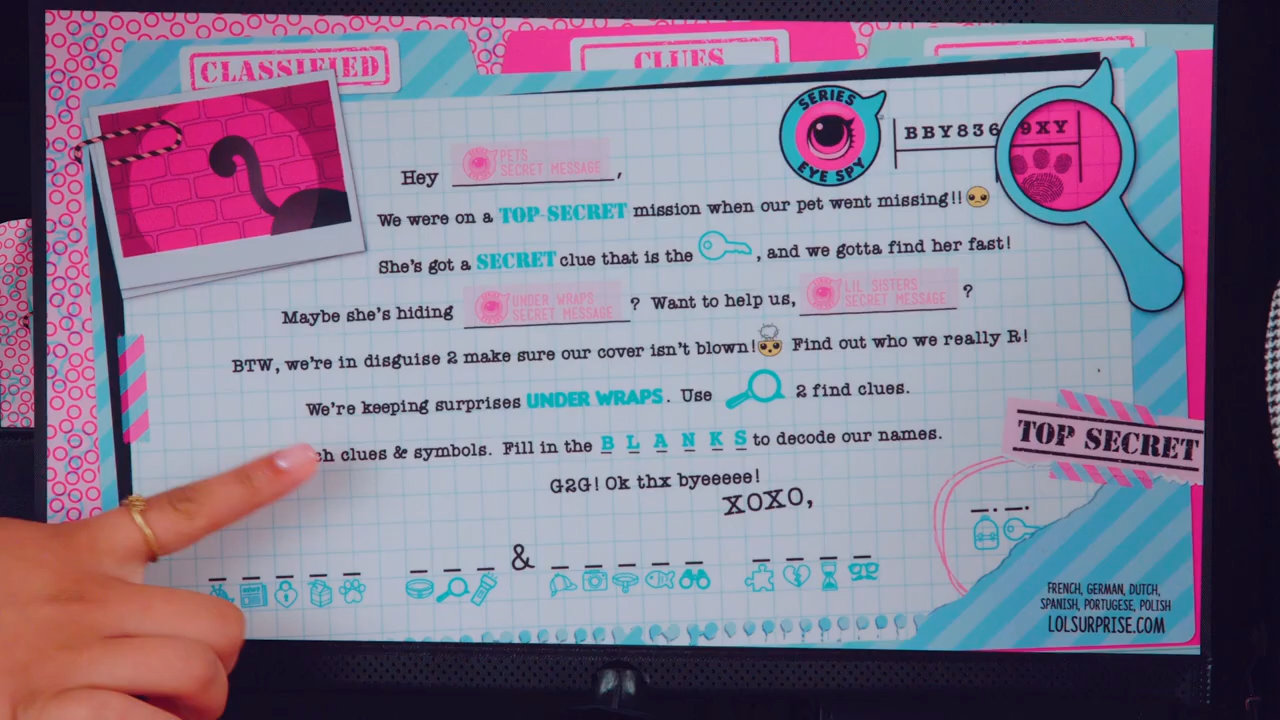 CLASSIFIED
CLUES
SERIES
EYE SPY
BBY836 9XY
Hey PETS SECRET MESSAGE,
We were on a TOP-SECRET mission when our pet went missing!!
She's got a SECRET clue that is the , and we gotta find her fast!
Maybe she's hiding UNDER WRAPS SECRET MESSAGE ? Want to help us, LIL SISTERS SECRET MESSAGE ?
BTW, we're in disguise 2 make sure our cover isn't blown! Find out who we really R!
We're keeping surprises UNDER WRAPS. Use 2 find clues.
ch clues & symbols. Fill in the BLANKS to decode our names.
G2G! Ok thx byeeeee!
XOXO,
&
TOP SECRET
NEWS
FRENCH, GERMAN, DUTCH,
SPANISH, PORTUGESE, POLISH
LOLSURPRISE.COM